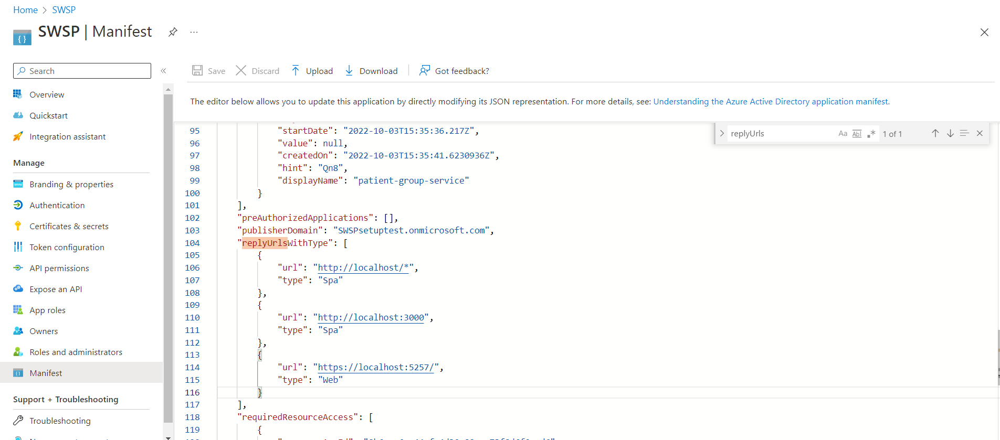 Home > SWSP
SWSP | Manifest ...
Search «
Save Discard Upload Download Got feedback?
Overview
Quickstart
Integration assistant
Manage
Branding & properties
Authentication
Certificates & secrets
Token configuration
API permissions
Expose an API
App roles
Owners
Roles and administrators
Manifest
Support + Troubleshooting
Troubleshooting
The editor below allows you to update this application by directly modifying its JSON representation. For more details, see: Understanding the Azure Active Directory application manifest.
replyUrls Aa Abl .* 1 of 1
95 "startDate": "2022-10-03T15:35:36.217Z",
96 "value": null,
97 "createdOn": "2022-10-03T15:35:41.6230936Z",
98 "hint": "Qn8",
99 "displayName": "patient-group-service"
100 }
101 ],
102 "preAuthorizedApplications": [],
103 "publisherDomain": "SWSPsetuptest.onmicrosoft.com",
104 "replyUrlsWithType": [
105 {
106 "url": "http://localhost/*",
107 "type": "Spa"
108 },
109 {
110 "url": "http://localhost:3000",
111 "type": "Spa"
112 },
113 {
114 "url": "https://localhost:5257/",
115 "type": "Web"
116 }
117 ],
118 "requiredResourceAccess": [
119 {